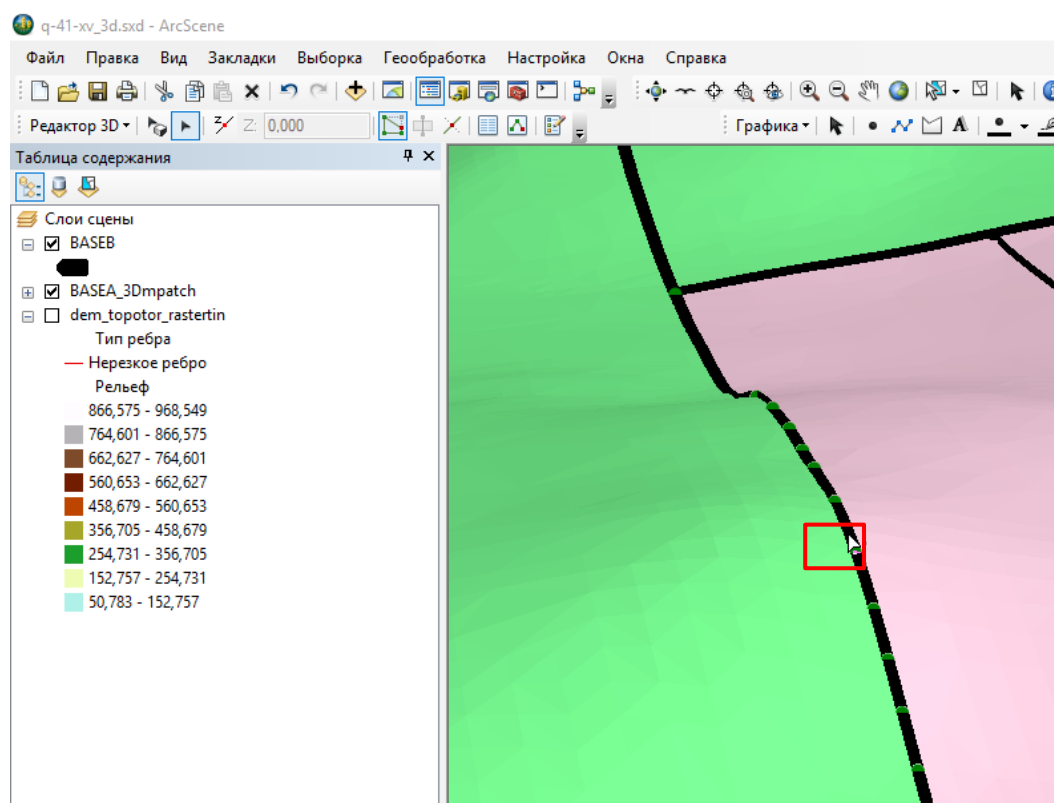 q-41-xv_3d.sxd - ArcScene
Файл Правка Вид Закладки Выборка Геообработка Настройка Окна Справка
Редактор 3D Z: 0,000 Графика A
Таблица содержания
Слои сцены
BASEB
BASEA_3Dmpatch
dem_topotor_rastertin
Тип ребра
Нерезкое ребро
Рельеф
866,575 - 968,549
764,601 - 866,575
662,627 - 764,601
560,653 - 662,627
458,679 - 560,653
356,705 - 458,679
254,731 - 356,705
152,757 - 254,731
50,783 - 152,757